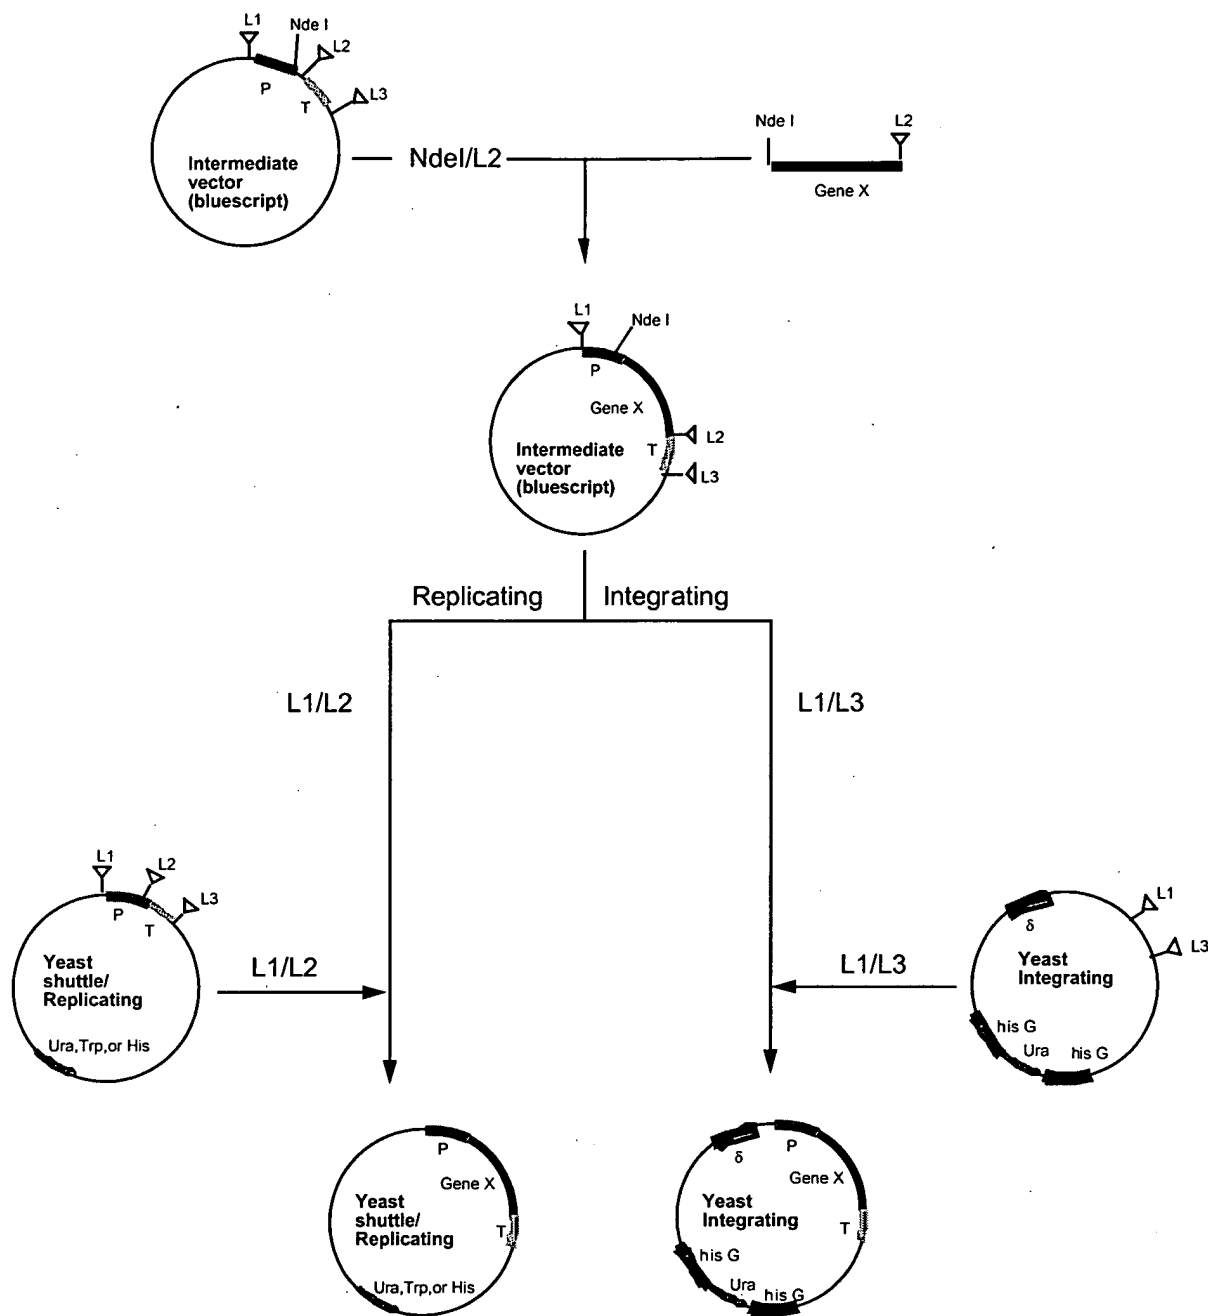 L1
Nde I
L2
P
T
L3
Intermediate
vector
(bluescript)
NdeI/L2
Nde I
L2
Gene X
L1
Nde I
P
Gene X
L2
T
Intermediate
vector
(bluescript)
L3
Replicating
Integrating
L1/L2
L1/L3
L1
L2
L3
P
T
Yeast
shuttle/
Replicating
Ura,Trp,or His
L1/L2
L1/L3
L1
L3
δ
Yeast
Integrating
his G
Ura
his G
P
Gene X
Yeast
shuttle/
Replicating
T
Ura,Trp,or His
δ
P
Gene X
Yeast
Integrating
T
his G
Ura
his G